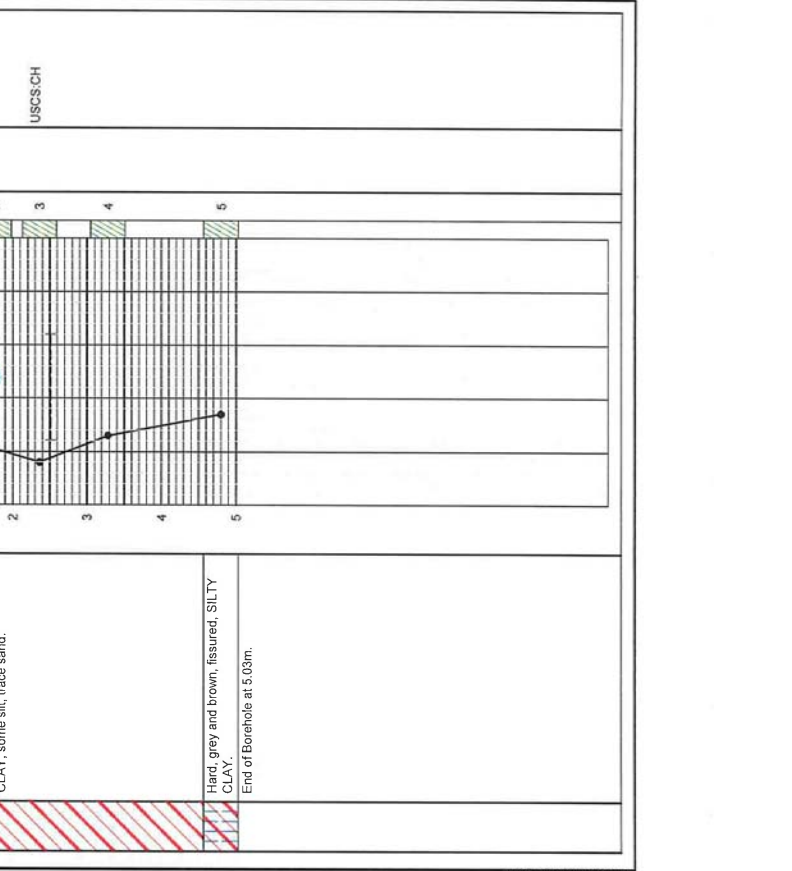 USCS:CH
3
4
5
2
3
4
5
CLAY, some silt, trace sand.
Hard, grey and brown, fissured, SILTY
CLAY.
End of Borehole at 5.03m.